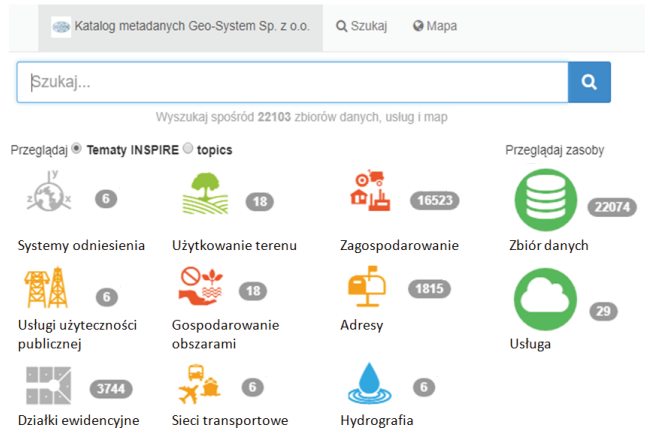 Katalog metadanych Geo-System Sp. z o.o. Szukaj Mapa
Szukaj...
Wyszukaj spośród 22103 zbiorów danych, usług i map
Przeglądaj Tematy INSPIRE topics Przeglądaj zasoby
y
z x
6 18 16523 22074
Systemy odniesienia Użytkowanie terenu Zagospodarowanie Zbiór danych
6 18 1815 29
Usługi użyteczności Gospodarowanie Adresy Usługa
publicznej obszarami
3744 6 6
Działki ewidencyjne Sieci transportowe Hydrografia